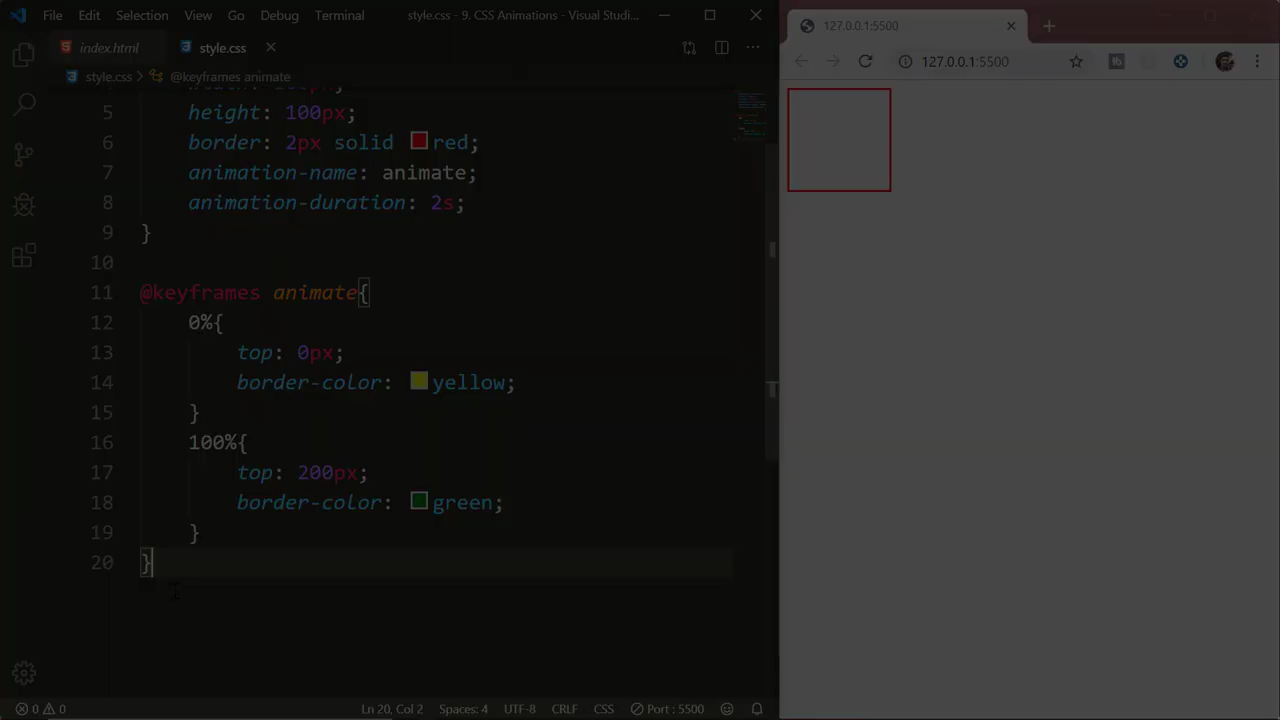 File Edit Selection View Go Debug Terminal
style.css - 9. CSS Animations - Visual Studi...
127.0.0.1:5500
index.html
style.css
style.css > @keyframes animate
127.0.0.1:5500
5 height: 100px;
6 border: 2px solid red;
7 animation-name: animate;
8 animation-duration: 2s;
9 }
10
11 @keyframes animate{
12 0%{
13 top: 0px;
14 border-color: yellow;
15 }
16 100%{
17 top: 200px;
18 border-color: green;
19 }
20 }
0 0 Ln 20, Col 2 Spaces: 4 UTF-8 CRLF CSS Port : 5500